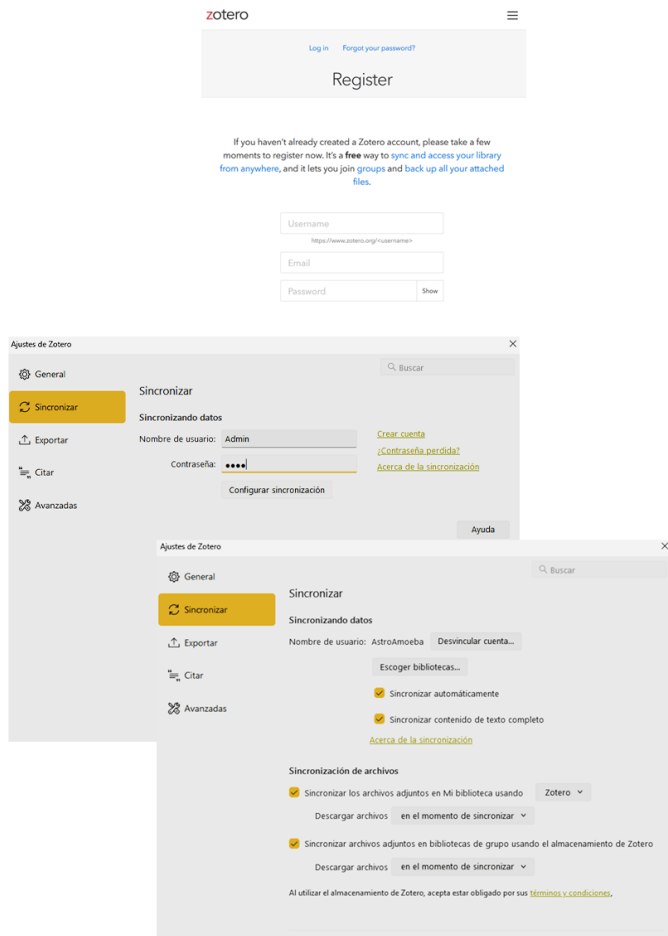 zotero
Log in Forgot your password?
Register
If you haven't already created a Zotero account, please take a few
moments to register now. It's a free way to sync and access your library
from anywhere, and it lets you join groups and back up all your attached
files.
Username
https://www.zotero.org/<username>
Email
Password Show
Ajustes de Zotero
Buscar
General
Sincronizar
Exportar
Citar
Avanzadas
Sincronizar
Sincronizando datos
Nombre de usuario: Admin
Contraseña: ••••
Configurar sincronización
Crear cuenta
¿Contraseña perdida?
Acerca de la sincronización
Ayuda
Ajustes de Zotero
Buscar
General
Sincronizar
Exportar
Citar
Avanzadas
Sincronizar
Sincronizando datos
Nombre de usuario: AstroAmoeba Desvincular cuenta...
Escoger bibliotecas...
Sincronizar automáticamente
Sincronizar contenido de texto completo
Acerca de la sincronización
Sincronización de archivos
Sincronizar los archivos adjuntos en Mi biblioteca usando Zotero
Descargar archivos en el momento de sincronizar
Sincronizar archivos adjuntos en bibliotecas de grupo usando el almacenamiento de Zotero
Descargar archivos en el momento de sincronizar
Al utilizar el almacenamiento de Zotero, acepta estar obligado por sus términos y condiciones.